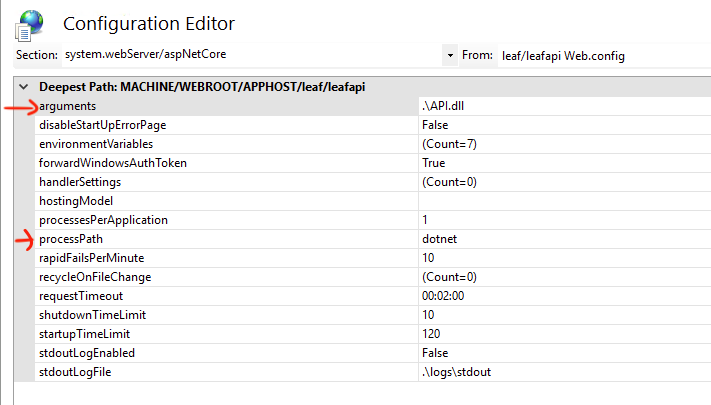 Configuration Editor
Section: system.webServer/aspNetCore From: leaf/leafapi Web.config
Deepest Path: MACHINE/WEBROOT/APPHOST/leaf/leafapi
arguments .\API.dll
disableStartUpErrorPage False
environmentVariables (Count=7)
forwardWindowsAuthToken True
handlerSettings (Count=0)
hostingModel
processesPerApplication 1
processPath dotnet
rapidFailsPerMinute 10
recycleOnFileChange (Count=0)
requestTimeout 00:02:00
shutdownTimeLimit 10
startupTimeLimit 120
stdoutLogEnabled False
stdoutLogFile .\logs\stdout